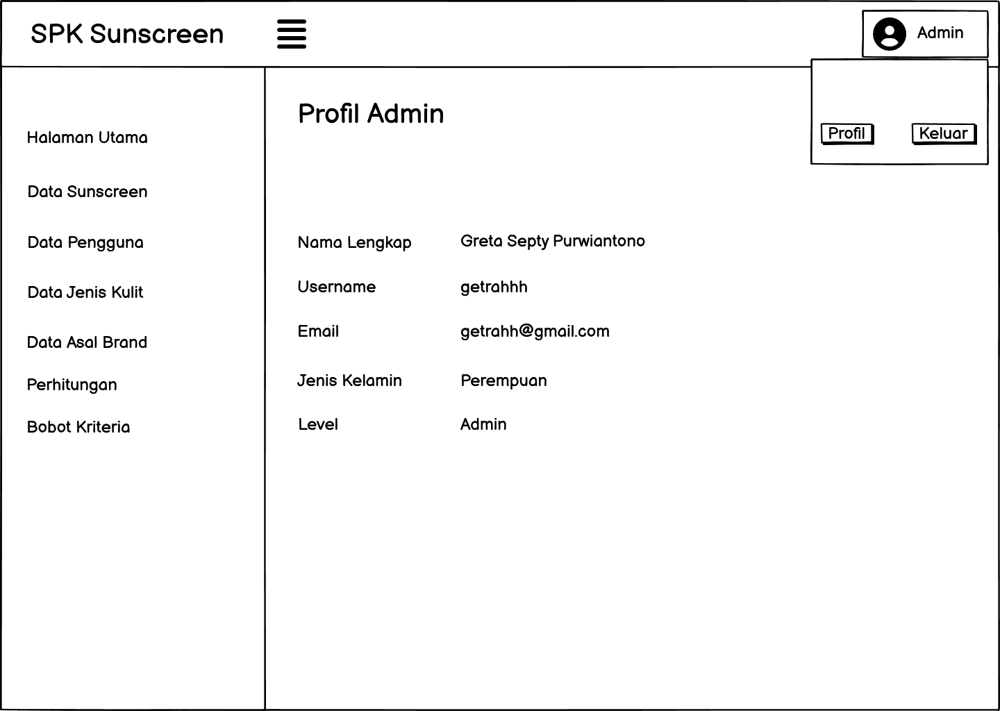 SPK Sunscreen
Admin
Profil Keluar
Halaman Utama
Data Sunscreen
Data Pengguna
Data Jenis Kulit
Data Asal Brand
Perhitungan
Bobot Kriteria
Profil Admin
Nama Lengkap Greta Septy Purwiantono
Username getrahhh
Email getrahh@gmail.com
Jenis Kelamin Perempuan
Level Admin